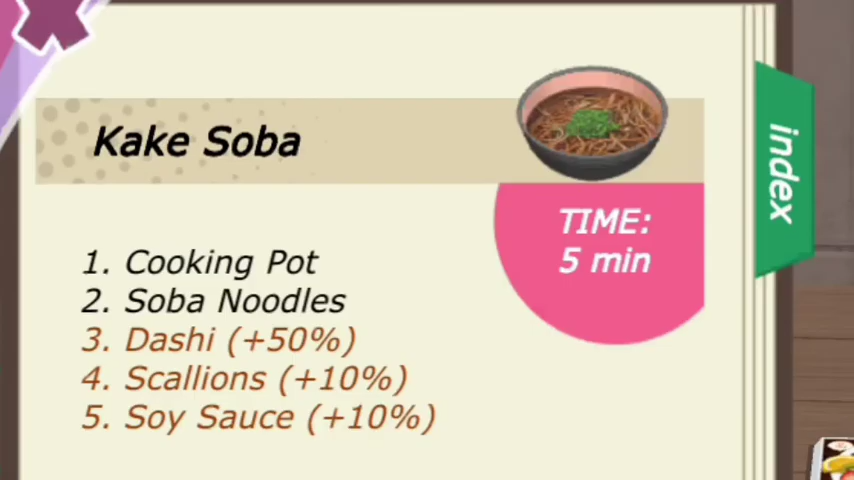 Kake Soba
TIME:
5 min
1. Cooking Pot
2. Soba Noodles
3. Dashi (+50%)
4. Scallions (+10%)
5. Soy Sauce (+10%)
index